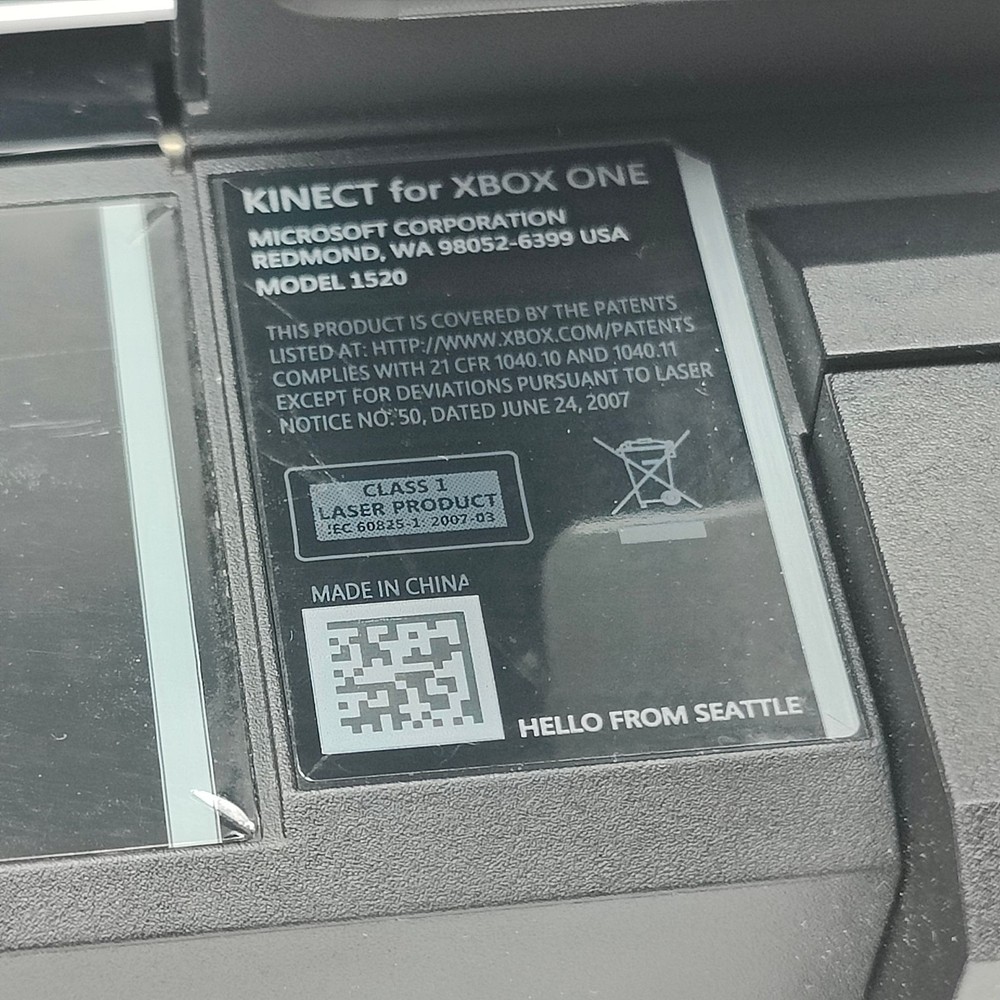 KINECT for XBOX ONE
MICROSOFT CORPORATION
REDMOND, WA 98052-6399 USA
MODEL 1520
THIS PRODUCT IS COVERED BY THE PATENTS
LISTED AT: HTTP://WWW.XBOX.COM/PATENTS
COMPLIES WITH 21 CFR 1040.10 AND 1040.11
EXCEPT FOR DEVIATIONS PURSUANT TO LASER
NOTICE NO. 50, DATED JUNE 24, 2007
CLASS 1
LASER PRODUCT
IEC 60825-1: 2007-03
MADE IN CHINA
HELLO FROM SEATTLE